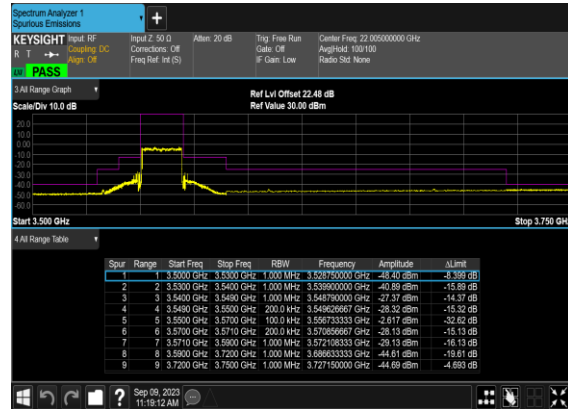 Spectrum Analyzer 1
Spurious Emissions
+
KEYSIGHT Input: RF Input Z: 50 Ω Atten: 20 dB Trig: Free Run Center Freq: 22.005000000 GHz
R T Coupling: DC Corrections: Off Gate: Off Avg|Hold: 100/100
Align: Off Freq Ref: Int (S) IF Gain: Low Radio Std: None
PASS
3 All Range Graph
Ref Lvl Offset 22.48 dB
Scale/Div 10.0 dB Ref Value 30.00 dBm
20.0
10.0
0.00
-10.0
-20.0
-30.0
-40.0
-50.0
-60.0
Start 3.500 GHz Stop 3.750 GH
4 All Range Table
Spur Range Start Freq Stop Freq RBW Frequency Amplitude ΔLimit
1 1 3.5000 GHz 3.5300 GHz 1.000 MHz 3.528750000 GHz -48.40 dBm -8.399 dB
2 2 3.5300 GHz 3.5400 GHz 1.000 MHz 3.539900000 GHz -40.89 dBm -15.89 dB
3 3 3.5400 GHz 3.5490 GHz 1.000 MHz 3.548790000 GHz -27.37 dBm -14.37 dB
4 4 3.5490 GHz 3.5500 GHz 200.0 kHz 3.549626667 GHz -28.32 dBm -15.32 dB
5 5 3.5500 GHz 3.5700 GHz 100.0 kHz 3.556733333 GHz -2.617 dBm -32.62 dB
6 6 3.5700 GHz 3.5710 GHz 200.0 kHz 3.570856667 GHz -28.13 dBm -15.13 dB
7 7 3.5710 GHz 3.5900 GHz 1.000 MHz 3.572108333 GHz -29.13 dBm -16.13 dB
8 8 3.5900 GHz 3.7200 GHz 1.000 MHz 3.686633333 GHz -44.61 dBm -19.61 dB
9 9 3.7200 GHz 3.7500 GHz 1.000 MHz 3.727150000 GHz -44.69 dBm -4.693 dB
? Sep 09, 2023
11:19:12 AM